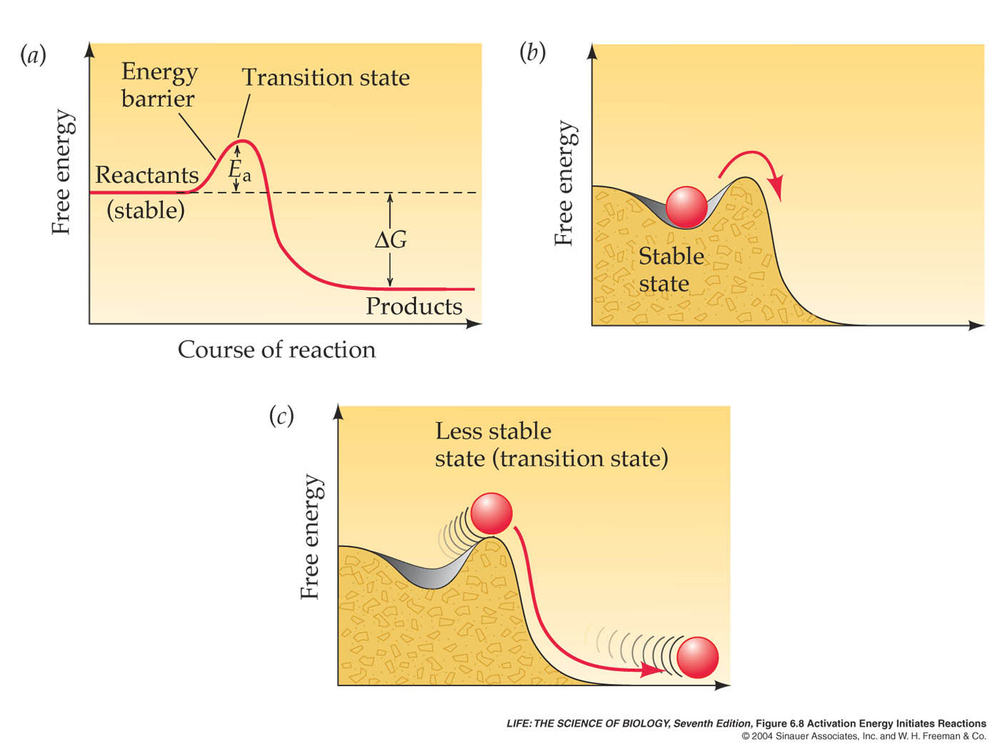 (a)
Energy
barrier
Transition state
Free energy
Reactants
(stable)
Ea
ΔG
Products
Course of reaction
(b)
Free energy
Stable
state
(c)
Less stable
state (transition state)
Free energy
LIFE: THE SCIENCE OF BIOLOGY, Seventh Edition, Figure 6.8 Activation Energy Initiates Reactions
© 2004 Sinauer Associates, Inc. and W. H. Freeman & Co.